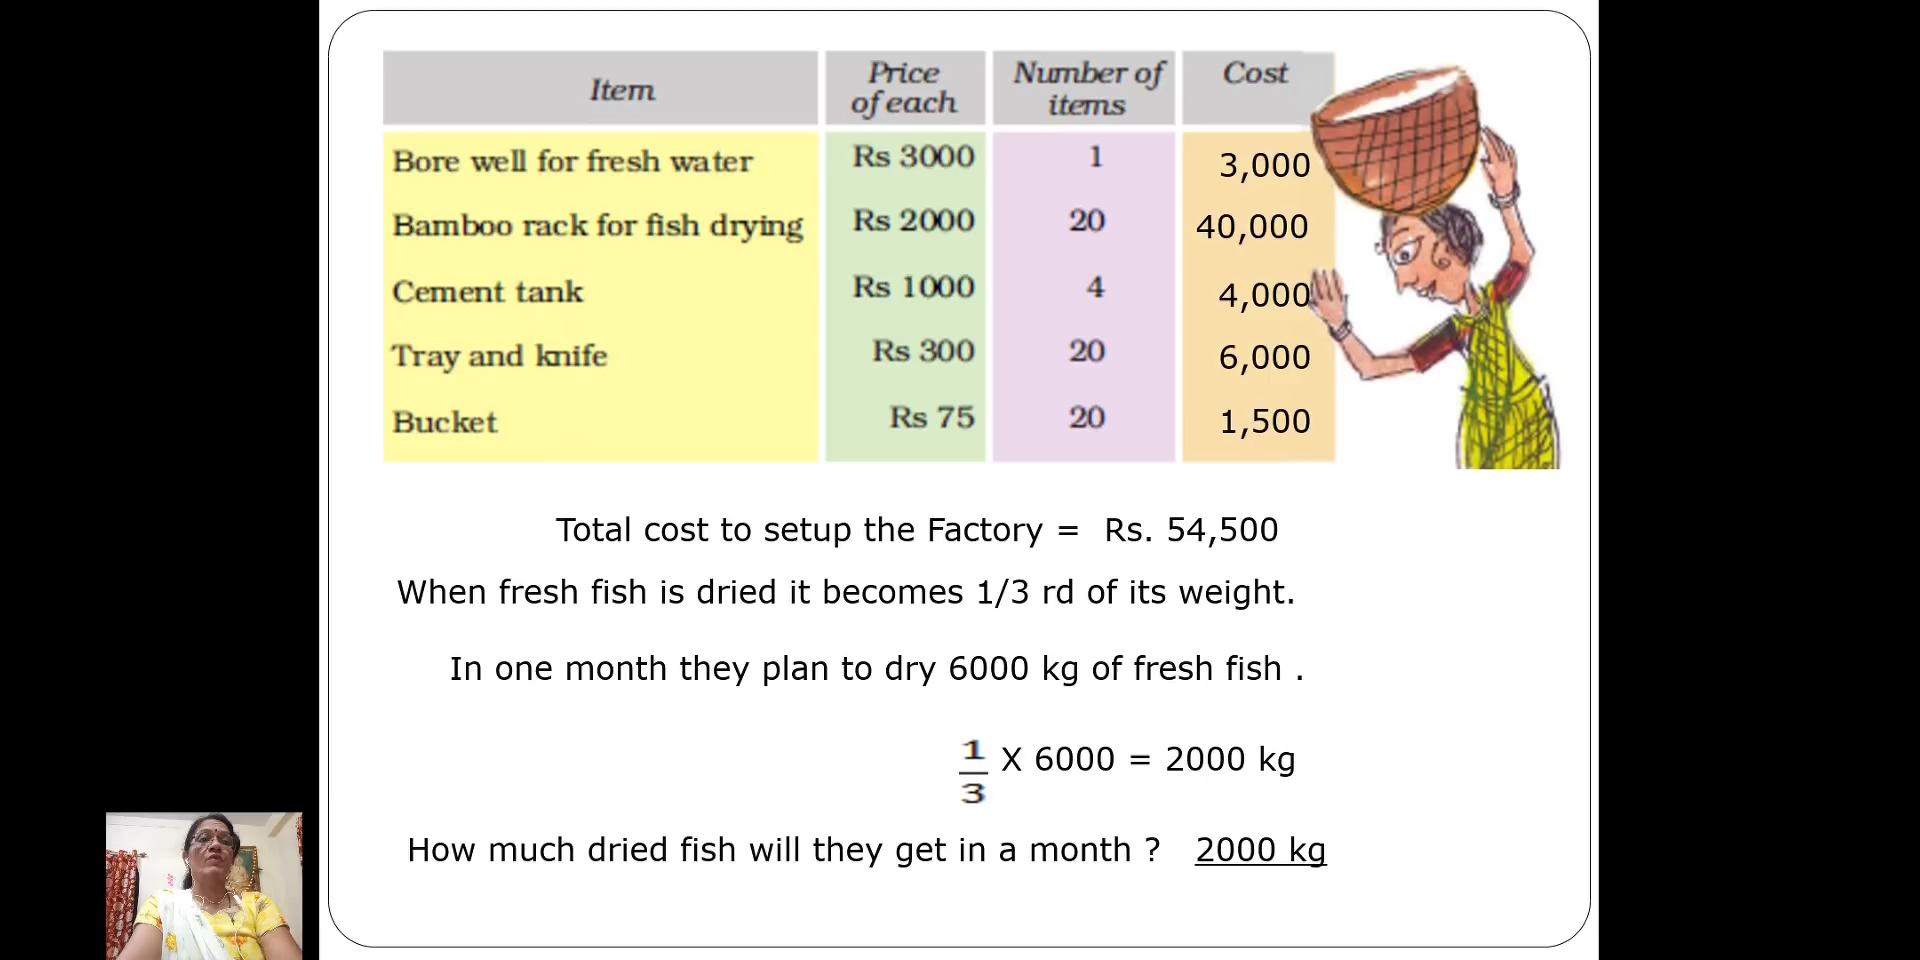 Item Price of each Number of items Cost
Bore well for fresh water Rs 3000 1 3,000
Bamboo rack for fish drying Rs 2000 20 40,000
Cement tank Rs 1000 4 4,000
Tray and knife Rs 300 20 6,000
Bucket Rs 75 20 1,500
Total cost to setup the Factory = Rs. 54,500
When fresh fish is dried it becomes 1/3 rd of its weight.
In one month they plan to dry 6000 kg of fresh fish .
1/3 X 6000 = 2000 kg
How much dried fish will they get in a month ? 2000 kg